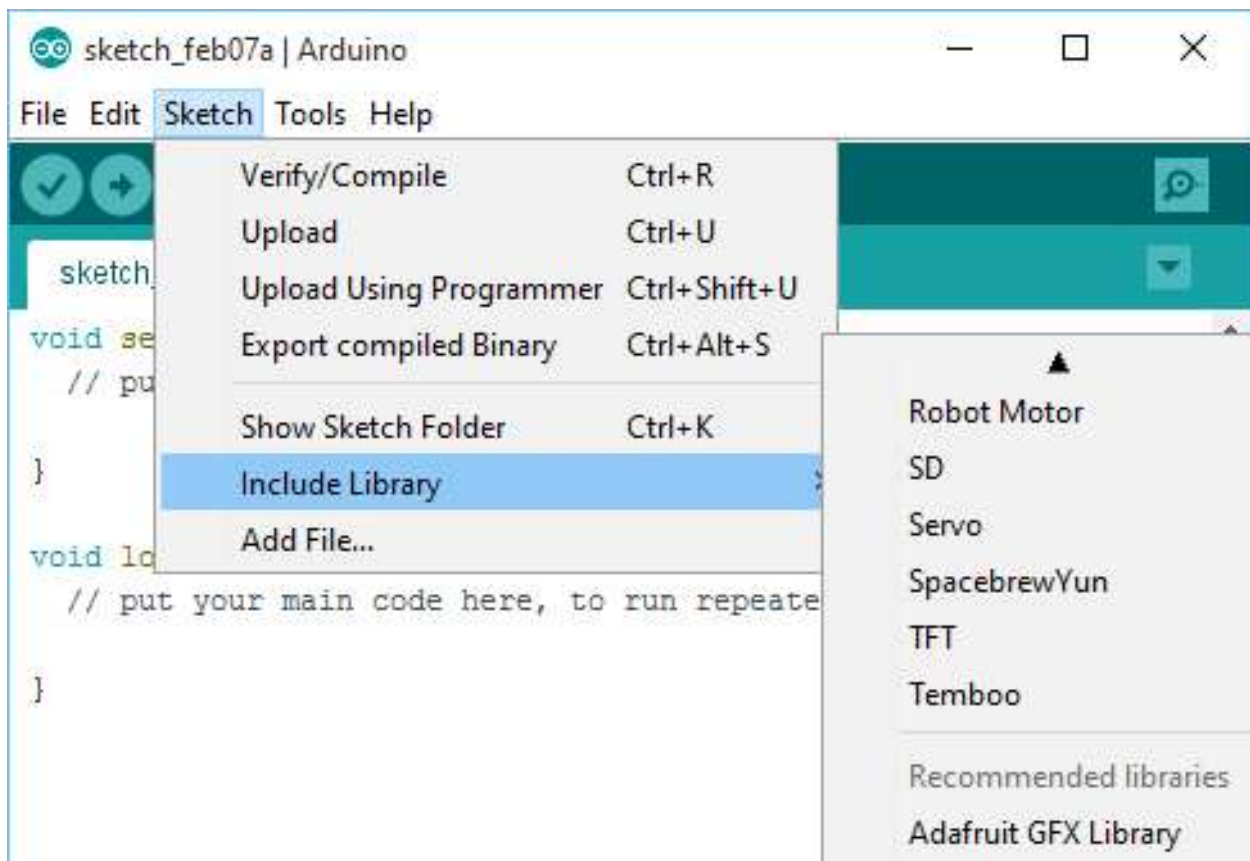 sketch_feb07a | Arduino
File Edit Sketch Tools Help
Verify/Compile Ctrl+R
Upload Ctrl+U
sketch_
Upload Using Programmer Ctrl+Shift+U
void se
Export compiled Binary Ctrl+Alt+S
// pu
Show Sketch Folder Ctrl+K
}
Include Library
Add File...
void lo
// put your main code here, to run repeate
}
Robot Motor
SD
Servo
SpacebrewYun
TFT
Temboo
Recommended libraries
Adafruit GFX Library